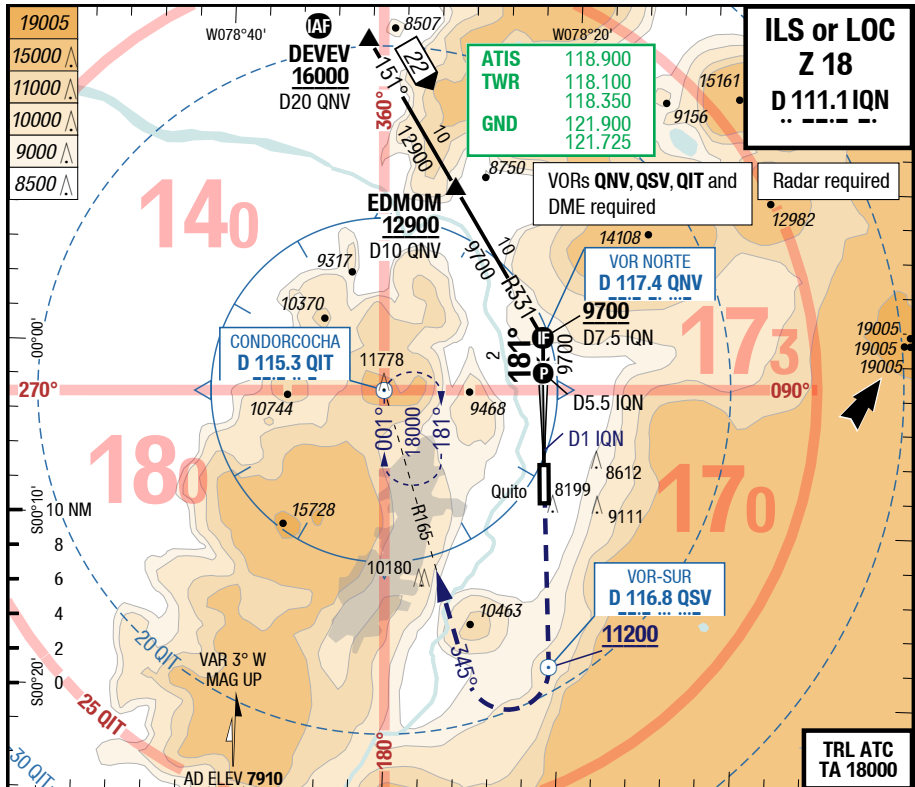 19005
15000
11000
10000
9000
8500
W078°40'
W078°20'
IAF
DEVEV
16000
D20 QNV
8507
22
151°
360°
10
12900
ATIS 118.900
TWR 118.100
118.350
GND 121.900
121.725
ILS or LOC
Z 18
D 111.1 IQN
15161
9156
8750
VORs QNV, QSV, QIT and
DME required
Radar required
12982
14108
140
EDMOM
12900
D10 QNV
10
9700
R331
9317
10370
VOR NORTE
D 117.4 QNV
IF
9700
D7.5 IQN
173
19005
19005
19005
-00°00'
CONDORCOCHA
D 115.3 QIT
11778
2
181°
9700
P
D5.5 IQN
270°
090°
10744
9468
001°
18000
181°
D1 IQN
180
170
Quito
8199
8612
9111
S00°10'
10 NM
8
6
4
2
0
15728
R165
10180
10463
VOR-SUR
D 116.8 QSV
11200
345°
S00°20'
20 QIT
VAR 3° W
MAG UP
25 QIT
30 QIT
180°
AD ELEV 7910
TRL ATC
TA 18000